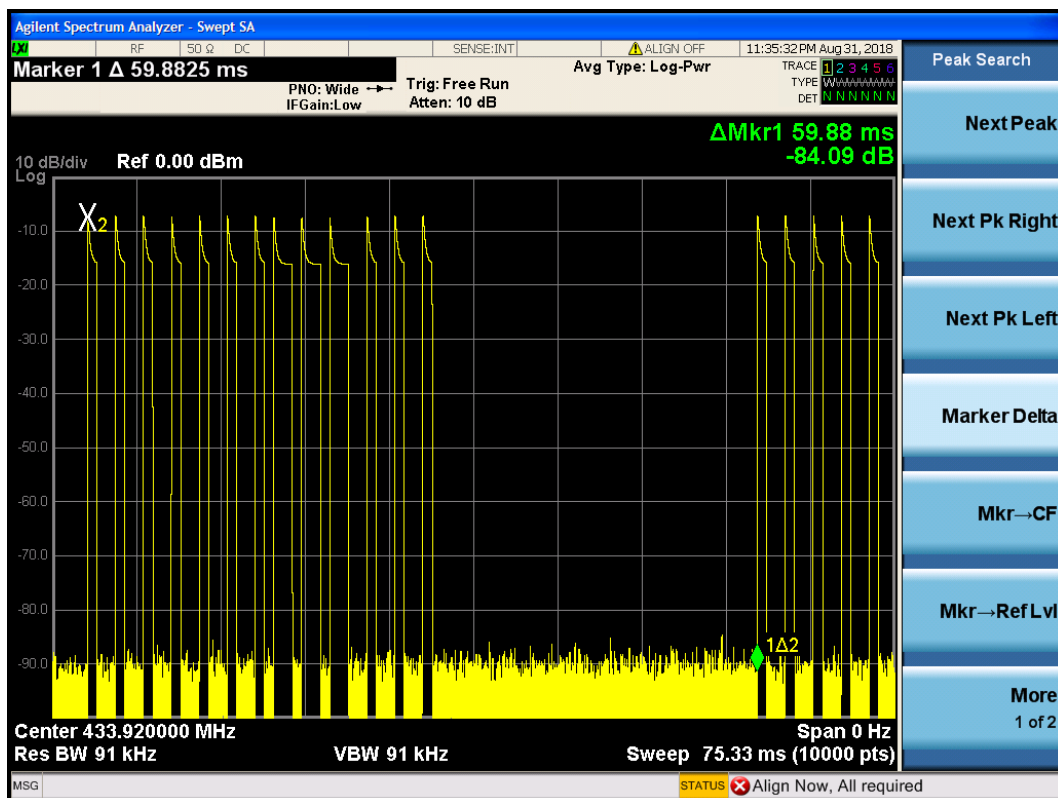 Agilent Spectrum Analyzer - Swept SA
LXI RF 50 Ω DC SENSE:INT ALIGN OFF 11:35:32 PM Aug 31, 2018
Marker 1 Δ 59.8825 ms
PNO: Wide
IFGain:Low
Trig: Free Run
Atten: 10 dB
Avg Type: Log-Pwr
TRACE 1 2 3 4 5 6
TYPE WWWWWW
DET N N N N N N
ΔMkr1 59.88 ms
-84.09 dB
10 dB/div Ref 0.00 dBm
Log
X2
-10.0
-20.0
-30.0
-40.0
-50.0
-60.0
-70.0
-80.0
-90.0
1Δ2
Center 433.920000 MHz Span 0 Hz
Res BW 91 kHz VBW 91 kHz Sweep 75.33 ms (10000 pts)
MSG STATUS Align Now, All required
Peak Search
Next Peak
Next Pk Right
Next Pk Left
Marker Delta
Mkr→CF
Mkr→Ref Lvl
More
1 of 2